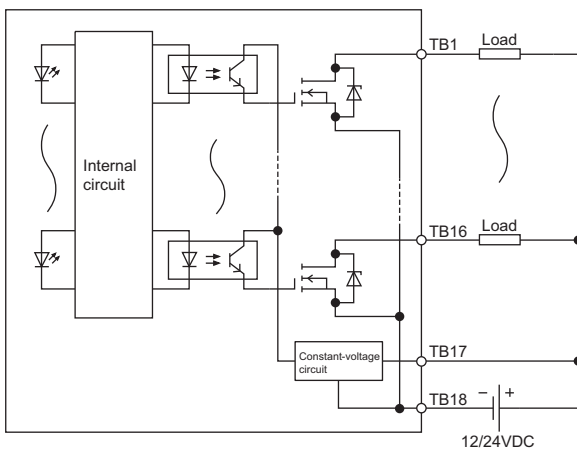 TB1
Load
Internal
circuit
TB16
Load
Constant-voltage
circuit
TB17
TB18
− +
12/24VDC